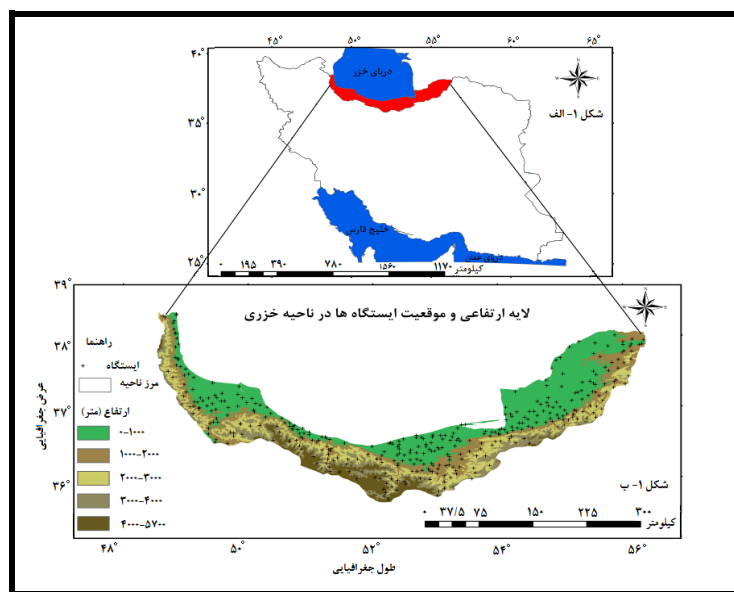 ۴۵° ۵۰° ۵۵° ۶۰° ۶۵°
۴۰°
دریای خزر
شکل ۱- الف
۳۵°
۳۰°
خلیج فارس
دریای عمان
۲۵°
۰ ۱۹۵ ۳۹۰ ۷۸۰ ۱۵۶۰ ۱۱۷۰
کیلومتر
۳۹°
لایه ارتفاعی و موقعیت ایستگاه ها در ناحیه خزری
۳۸°
راهنما
ایستگاه
مرز ناحیه
۳۷°
عرض جغرافیایی
ارتفاع (متر)
۰-۱۰۰۰
۱۰۰۰-۲۰۰۰
۲۰۰۰-۳۰۰۰
۳۰۰۰-۴۰۰۰
۴۰۰۰-۵۷۰۰
۳۶°
شکل ۱- ب
۰ ۳۷/۵ ۷۵ ۱۵۰ ۲۲۵ ۳۰۰
کیلومتر
۴۸° ۵۰° ۵۲° ۵۴° ۵۶°
طول جغرافیایی